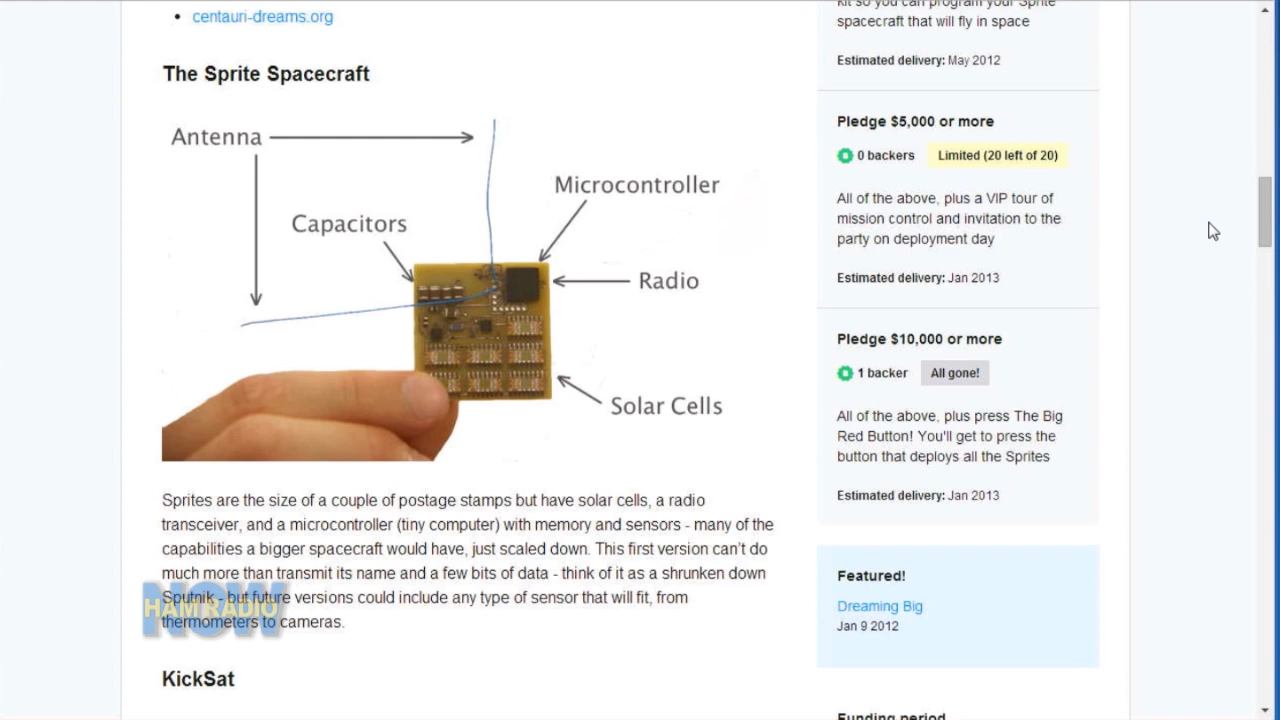 centauri-dreams.org
The Sprite Spacecraft
Antenna
Microcontroller
Capacitors
Radio
Solar Cells
Sprites are the size of a couple of postage stamps but have solar cells, a radio
transceiver, and a microcontroller (tiny computer) with memory and sensors - many of the
capabilities a bigger spacecraft would have, just scaled down. This first version can't do
much more than transmit its name and a few bits of data - think of it as a shrunken down
Sputnik - but future versions could include any type of sensor that will fit, from
thermometers to cameras.
HAM RADIO
NOW
KickSat
kit so you can program your Sprite
spacecraft that will fly in space
Estimated delivery: May 2012
Pledge $5,000 or more
0 backers Limited (20 left of 20)
All of the above, plus a VIP tour of
mission control and invitation to the
party on deployment day
Estimated delivery: Jan 2013
Pledge $10,000 or more
1 backer All gone!
All of the above, plus press The Big
Red Button! You'll get to press the
button that deploys all the Sprites
Estimated delivery: Jan 2013
Featured!
Dreaming Big
Jan 9 2012
Funding period